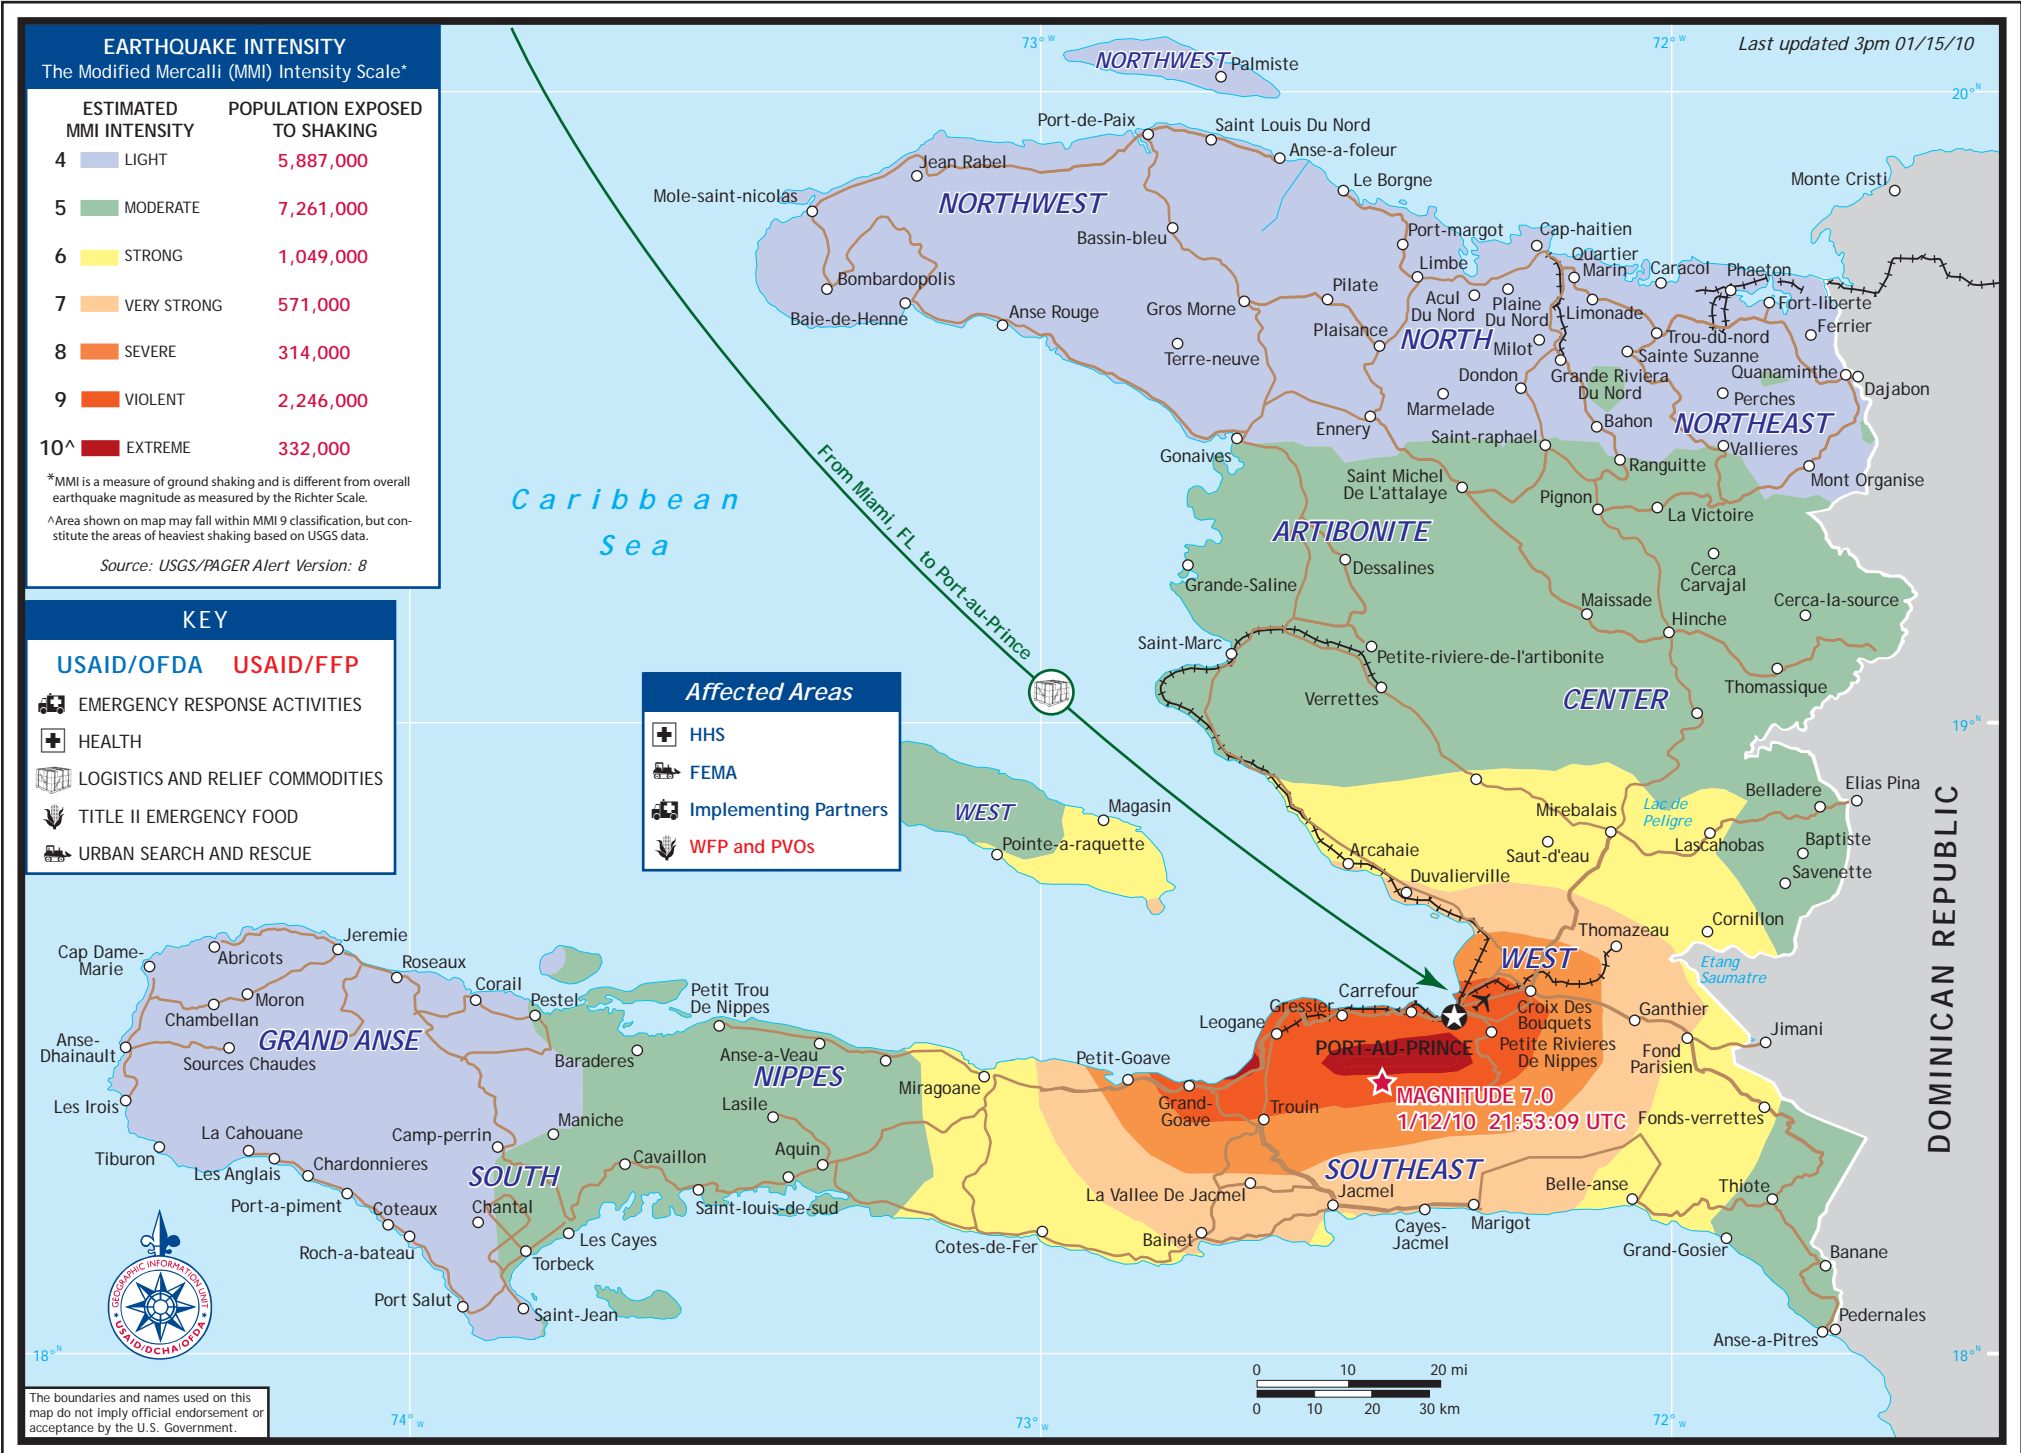 EARTHQUAKE INTENSITY
The Modified Mercalli (MMI) Intensity Scale*
ESTIMATED
MMI INTENSITY
POPULATION EXPOSED
TO SHAKING
4 LIGHT 5,887,000
5 MODERATE 7,261,000
6 STRONG 1,049,000
7 VERY STRONG 571,000
8 SEVERE 314,000
9 VIOLENT 2,246,000
10^ EXTREME 332,000
*MMI is a measure of ground shaking and is different from overall
earthquake magnitude as measured by the Richter Scale.
^Area shown on map may fall within MMI 9 classification, but con-
stitute the areas of heaviest shaking based on USGS data.
Source: USGS/PAGER Alert Version: 8
KEY
USAID/OFDA USAID/FFP
EMERGENCY RESPONSE ACTIVITIES
HEALTH
LOGISTICS AND RELIEF COMMODITIES
TITLE II EMERGENCY FOOD
URBAN SEARCH AND RESCUE
Affected Areas
HHS
FEMA
Implementing Partners
WFP and PVOs
Last updated 3pm 01/15/10
73° W
72° W
20° N
19° N
18° N
18° N
74° W
73° W
72° W
Caribbean
Sea
From Miami, FL to Port-au-Prince
NORTHWEST
Palmiste
Port-de-Paix
Saint Louis Du Nord
Anse-a-foleur
Jean Rabel
Le Borgne
Monte Cristi
Mole-saint-nicolas
NORTHWEST
Bassin-bleu
Port-margot
Cap-haitien
Quartier
Marin
Limbe
Caracol
Phaeton
Bombardopolis
Pilate
Acul
Du Nord
Plaine
Du Nord
Limonade
Fort-liberte
Baie-de-Henne
Anse Rouge
Gros Morne
Plaisance
NORTH
Milot
Trou-du-nord
Ferrier
Terre-neuve
Sainte Suzanne
Dondon
Grande Riviera
Du Nord
Quanaminthe
Dajabon
Perches
Marmelade
Ennery
Bahon
NORTHEAST
Saint-raphael
Vallieres
Gonaives
Ranguitte
Saint Michel
De L'attalaye
Mont Organise
Pignon
La Victoire
ARTIBONITE
Dessalines
Cerca
Carvajal
Grande-Saline
Maissade
Cerca-la-source
Hinche
Saint-Marc
Petite-riviere-de-l'artibonite
Verrettes
Thomassique
CENTER
Belladere
Elias Pina
WEST
Magasin
Mirebalais
Lac de
Peligre
Pointe-a-raquette
Arcahaie
Saut-d'eau
Lascahobas
Baptiste
Duvalierville
Savenette
Cornillon
Thomazeau
WEST
Etang
Saumatre
DOMINICAN REPUBLIC
Cap Dame-
Marie
Abricots
Jeremie
Roseaux
Corail
Moron
Chambellan
Pestel
Petit Trou
De Nippes
Carrefour
Gressier
Leogane
Croix Des
Bouquets
Ganthier
Anse-
Dhainault
GRAND ANSE
Sources Chaudes
Baraderes
Anse-a-Veau
NIPPES
Miragoane
Petit-Goave
PORT-AU-PRINCE
Petite Rivieres
De Nippes
Fond
Parisien
Jimani
MAGNITUDE 7.0
1/12/10 21:53:09 UTC
Les Irois
Lasile
Grand-
Goave
Trouin
Fonds-verrettes
La Cahouane
Camp-perrin
Maniche
Tiburon
Les Anglais
Chardonnieres
Cavaillon
Aquin
SOUTH
SOUTHEAST
Port-a-piment
Coteaux
Chantal
Saint-louis-de-sud
La Vallee De Jacmel
Jacmel
Belle-anse
Thiote
Roch-a-bateau
Les Cayes
Cotes-de-Fer
Bainet
Cayes-
Jacmel
Marigot
Grand-Gosier
Banane
Torbeck
Port Salut
Saint-Jean
Pedernales
Anse-a-Pitres
0 10 20 mi
0 10 20 30 km
GEOGRAPHIC INFORMATION UNIT
USAID/DCHA/OFDA
The boundaries and names used on this
map do not imply official endorsement or
acceptance by the U.S. Government.